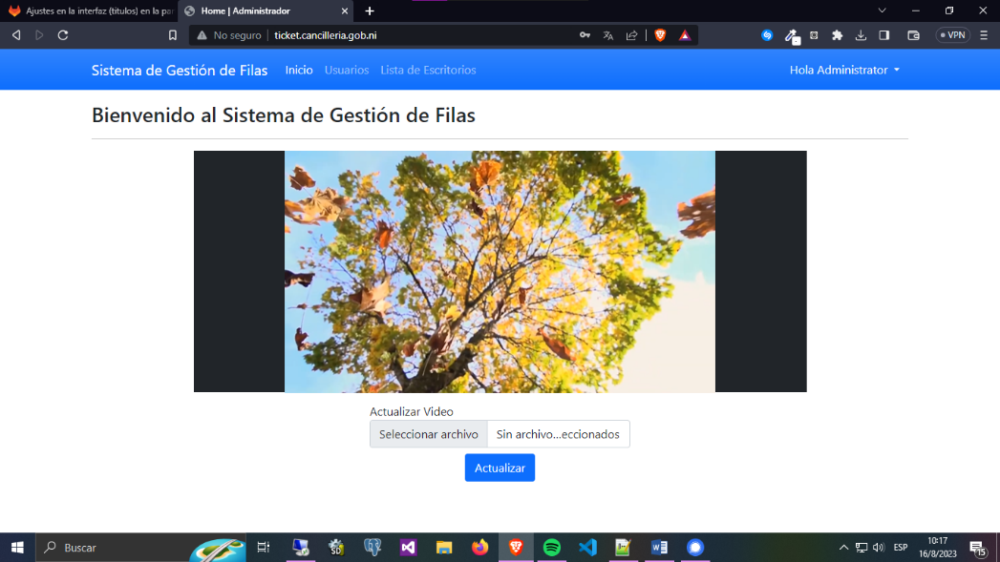 Ajustes en la interfaz (titulos) en la par
Home | Administrador
No seguro
ticket.cancilleria.gob.ni
VPN
Sistema de Gestión de Filas
Inicio
Usuarios
Lista de Escritorios
Hola Administrador
Bienvenido al Sistema de Gestión de Filas
Actualizar Video
Seleccionar archivo
Sin archivo...eccionados
Actualizar
Buscar
ESP
10:17
16/8/2023
15